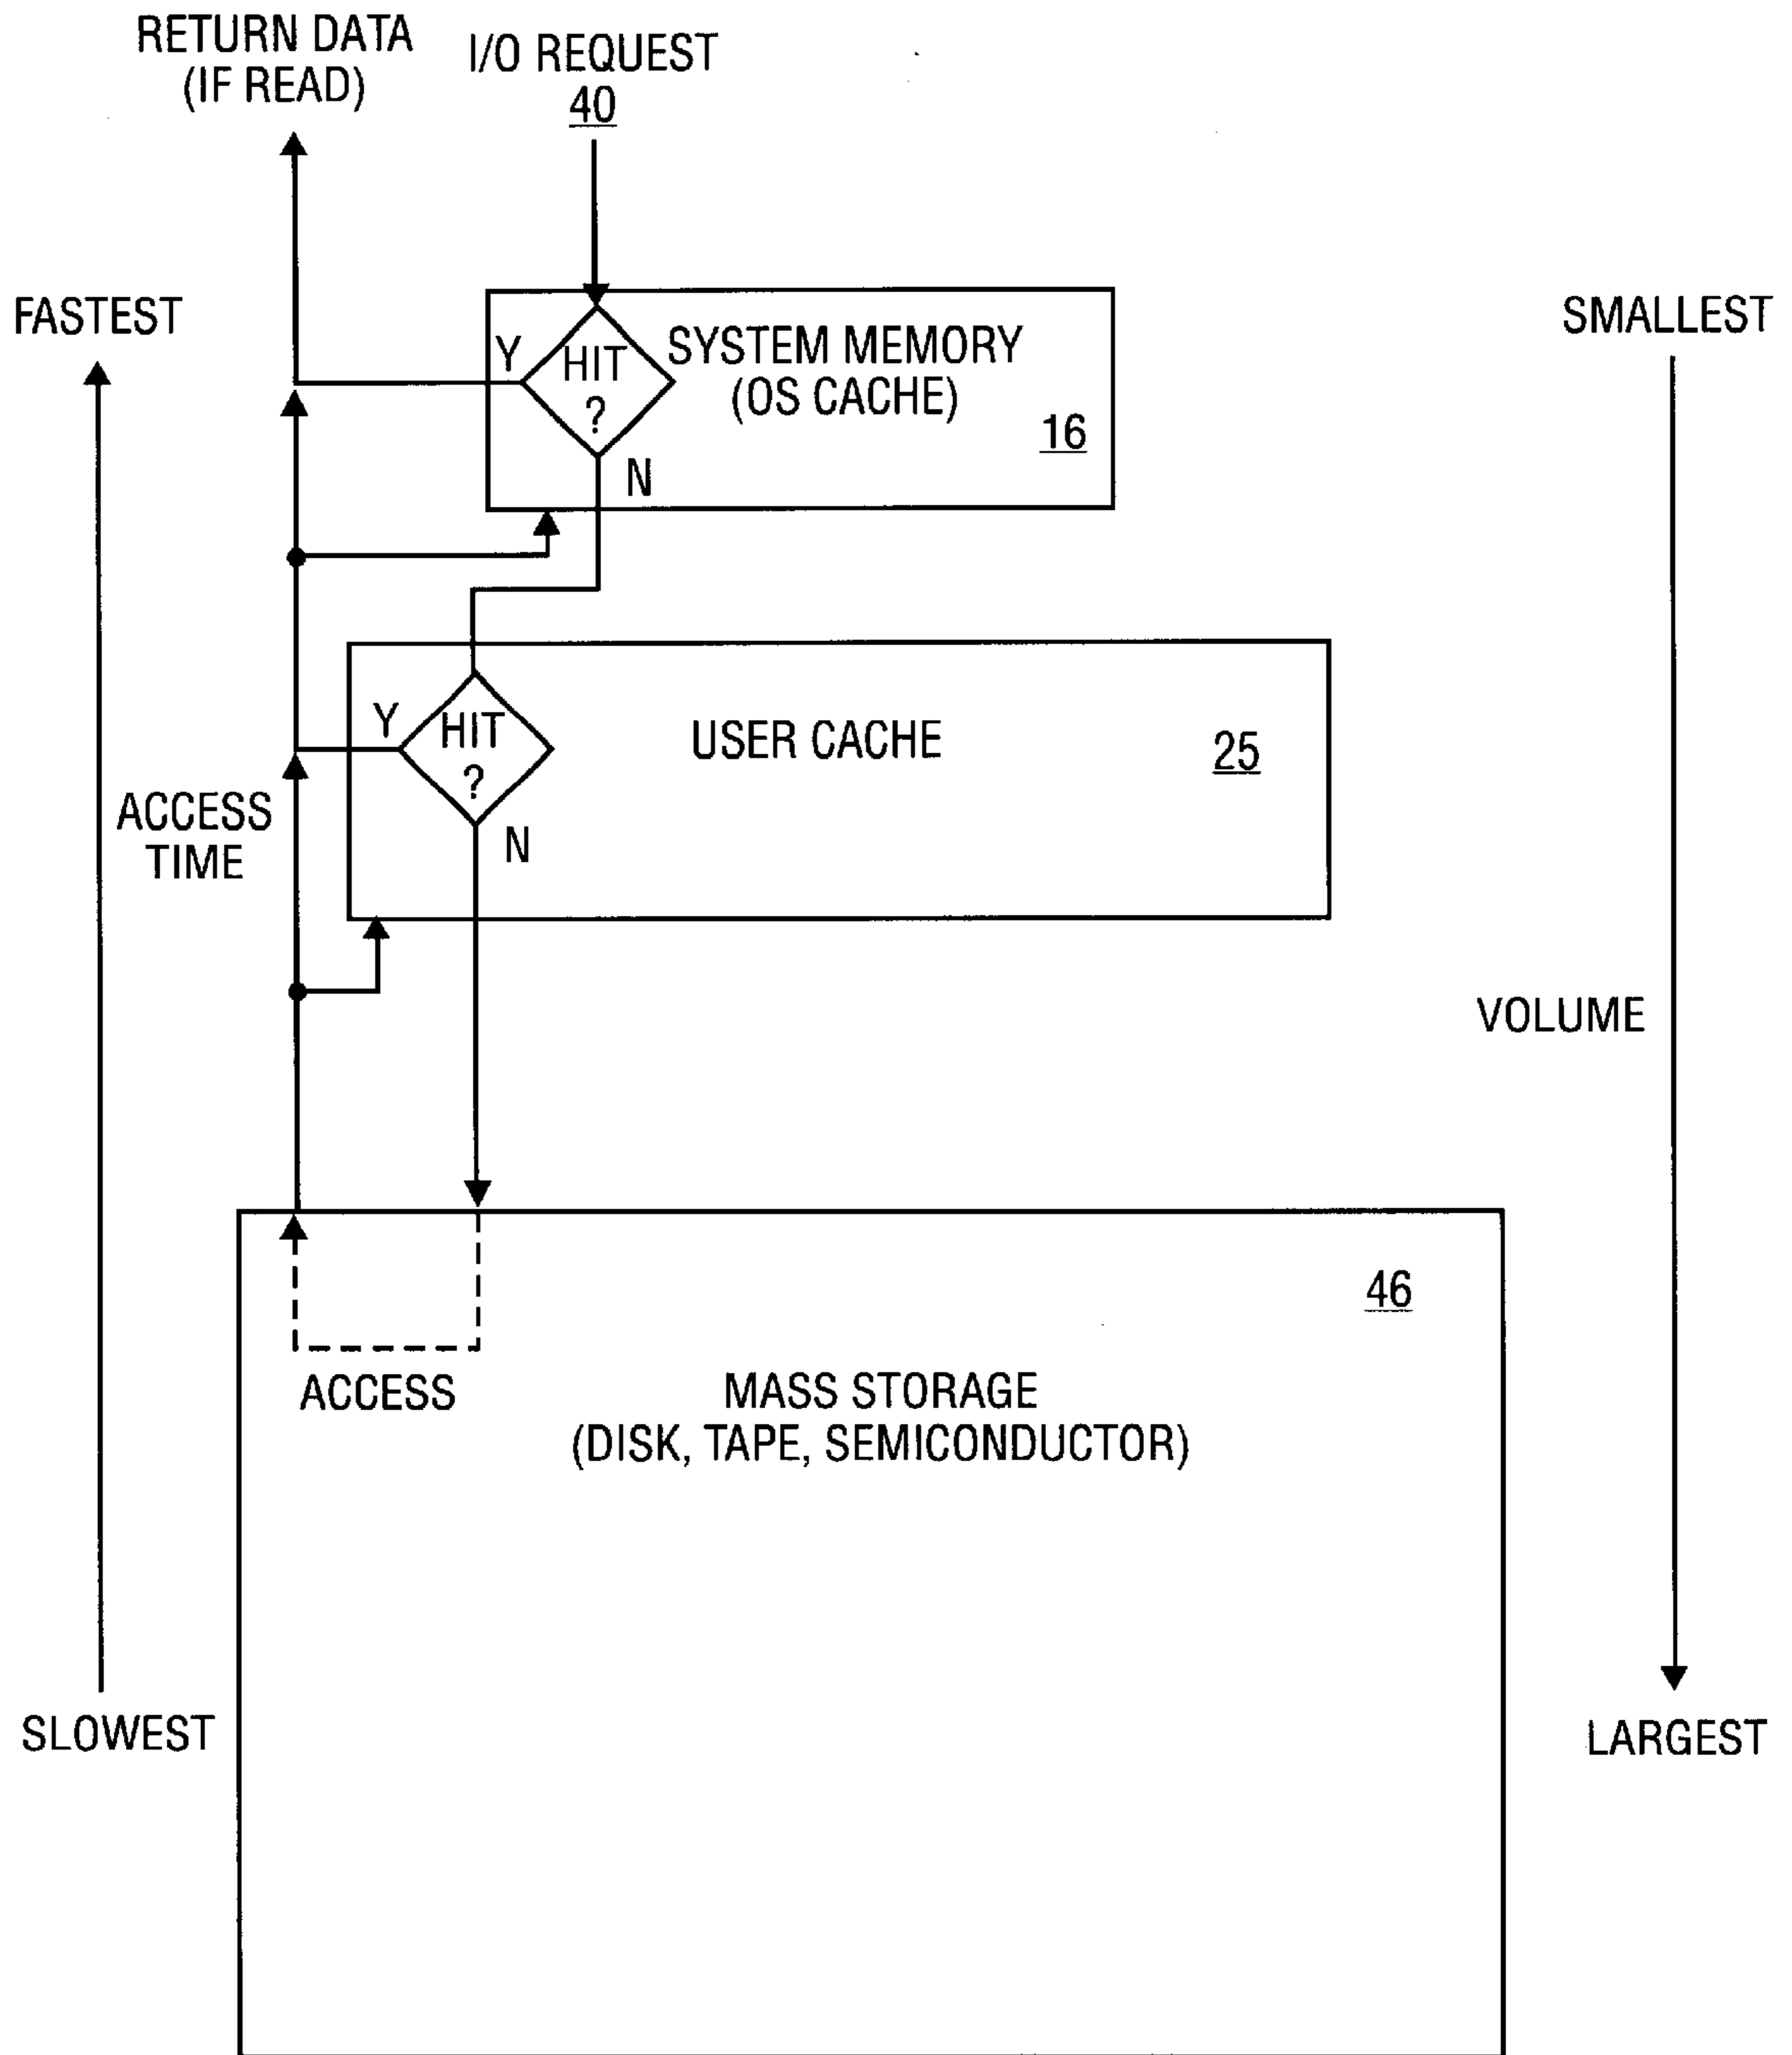 RETURN DATA
(IF READ)
I/O REQUEST
40
FASTEST
SMALLEST
Y
HIT
?
SYSTEM MEMORY
(OS CACHE)
16
N
Y
HIT
?
USER CACHE
25
ACCESS
TIME
N
VOLUME
46
ACCESS
MASS STORAGE
(DISK, TAPE, SEMICONDUCTOR)
SLOWEST
LARGEST